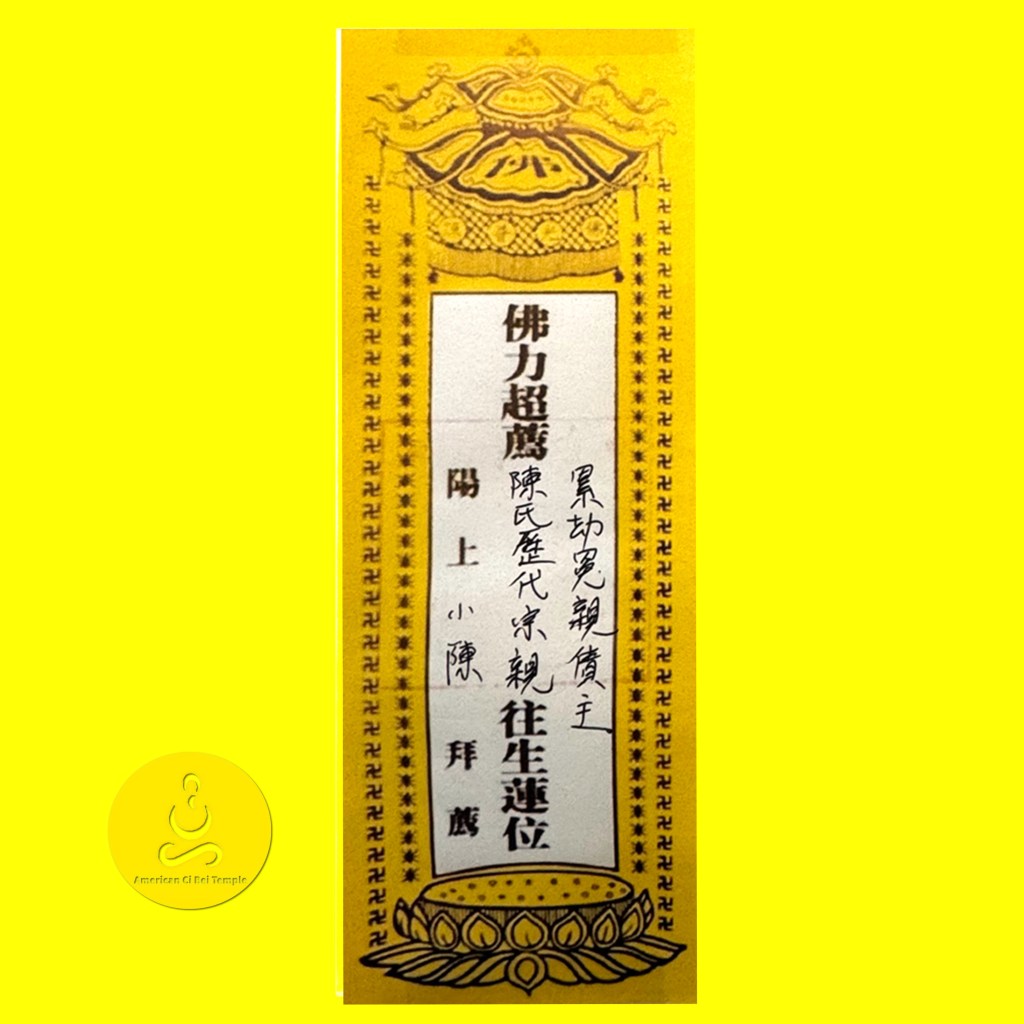 佛
累劫冤親債主
佛力超薦陳氏歷代宗親往生蓮位
陽上小陳拜薦
American Ci Bei Temple